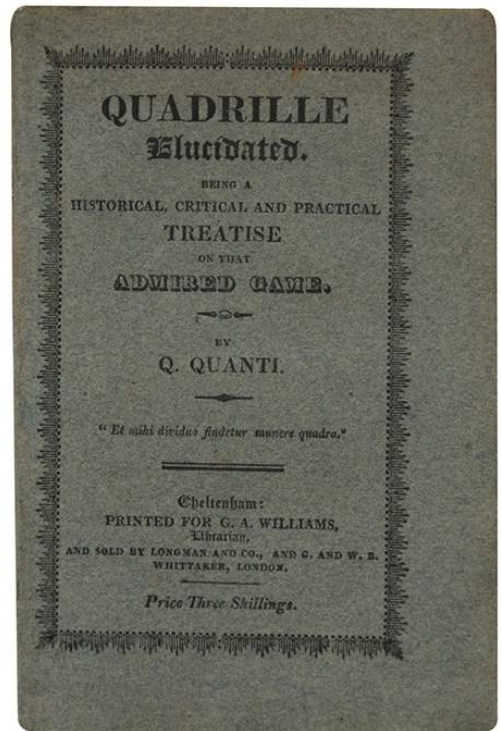 QUADRILLE
Elucidated.
BEING A
HISTORICAL, CRITICAL AND PRACTICAL
TREATISE
ON THAT
ADMIRED GAME.
BY
Q. QUANTI.
"Et mihi dividuo findetur munere quadra."
Cheltenham:
PRINTED FOR G. A. WILLIAMS,
Librarian,
AND SOLD BY LONGMAN AND CO., AND G. AND W. B.
WHITTAKER, LONDON.
Price Three Shillings.